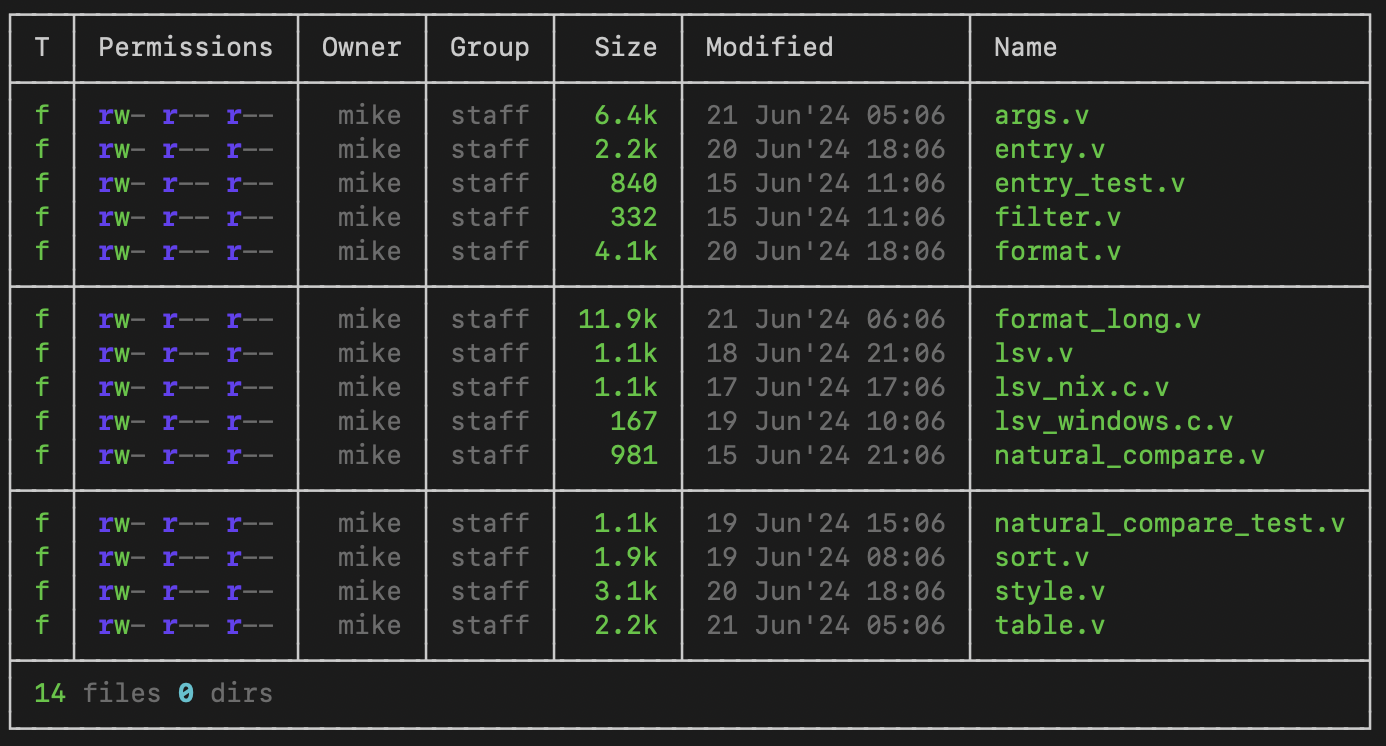 T Permissions Owner Group Size Modified Name
f rw- r-- r-- mike staff 6.4k 21 Jun'24 05:06 args.v
f rw- r-- r-- mike staff 2.2k 20 Jun'24 18:06 entry.v
f rw- r-- r-- mike staff 840 15 Jun'24 11:06 entry_test.v
f rw- r-- r-- mike staff 332 15 Jun'24 11:06 filter.v
f rw- r-- r-- mike staff 4.1k 20 Jun'24 18:06 format.v
f rw- r-- r-- mike staff 11.9k 21 Jun'24 06:06 format_long.v
f rw- r-- r-- mike staff 1.1k 18 Jun'24 21:06 lsv.v
f rw- r-- r-- mike staff 1.1k 17 Jun'24 17:06 lsv_nix.c.v
f rw- r-- r-- mike staff 167 19 Jun'24 10:06 lsv_windows.c.v
f rw- r-- r-- mike staff 981 15 Jun'24 21:06 natural_compare.v
f rw- r-- r-- mike staff 1.1k 19 Jun'24 15:06 natural_compare_test.v
f rw- r-- r-- mike staff 1.9k 19 Jun'24 08:06 sort.v
f rw- r-- r-- mike staff 3.1k 20 Jun'24 18:06 style.v
f rw- r-- r-- mike staff 2.2k 21 Jun'24 05:06 table.v
14 files 0 dirs